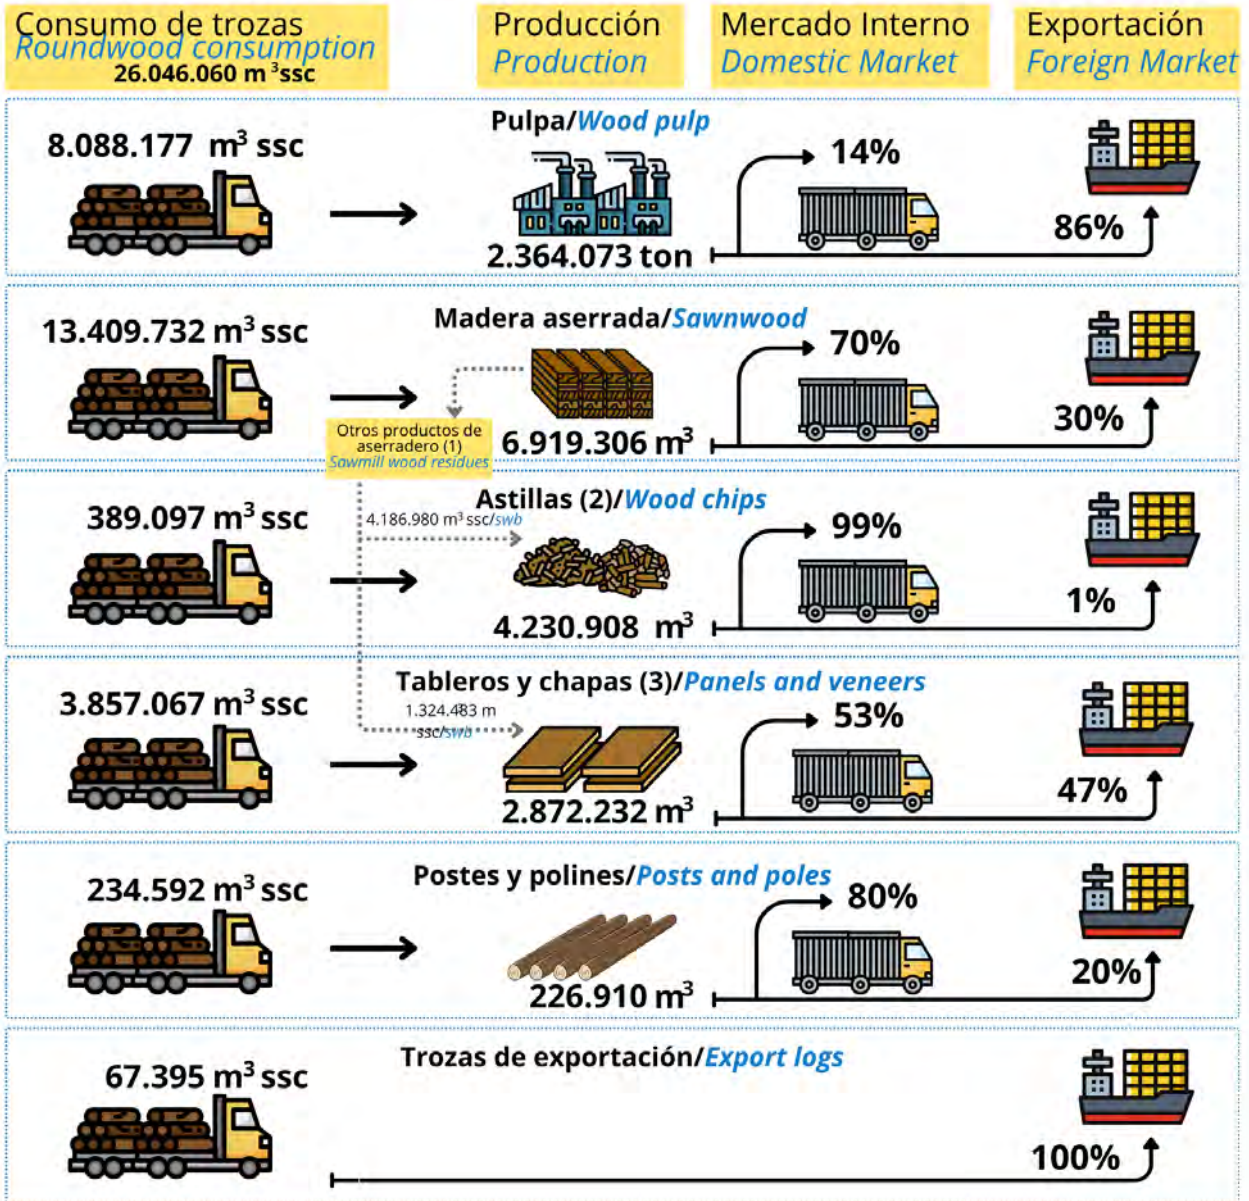 Consumo de trozas
Roundwood consumption
26.046.060 m³ssc
Producción
Production
Mercado Interno
Domestic Market
Exportación
Foreign Market
Pulpa/Wood pulp
8.088.177 m³ ssc
2.364.073 ton
14%
86%
Madera aserrada/Sawnwood
13.409.732 m³ ssc
6.919.306 m³
70%
30%
Otros productos de
aserradero (1)
Sawmill wood residues
Astillas (2)/Wood chips
389.097 m³ ssc
4.186.980 m³ ssc/swb
4.230.908 m³
99%
1%
Tableros y chapas (3)/Panels and veneers
3.857.067 m³ ssc
1.324.483 m³
ssc/swb
2.872.232 m³
53%
47%
Postes y polines/Posts and poles
234.592 m³ ssc
226.910 m³
80%
20%
Trozas de exportación/Export logs
67.395 m³ ssc
100%